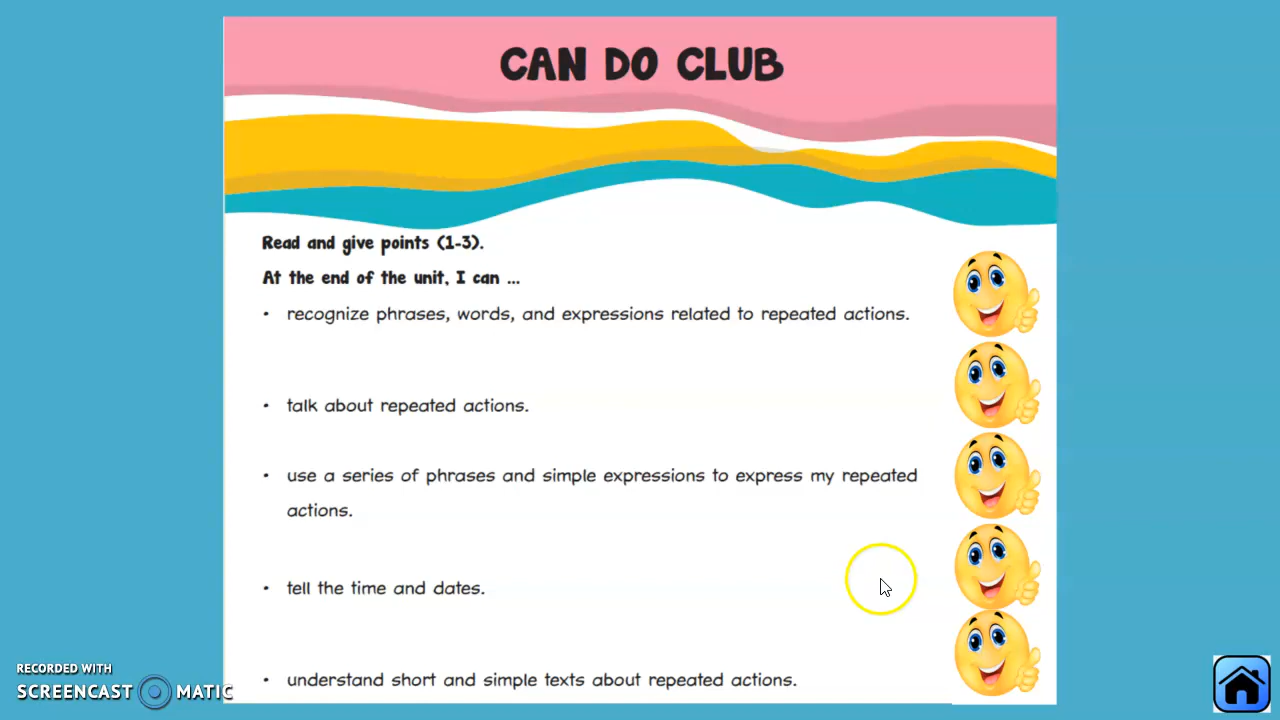 CAN DO CLUB
Read and give points (1-3).
At the end of the unit, I can ...
• recognize phrases, words, and expressions related to repeated actions.
• talk about repeated actions.
• use a series of phrases and simple expressions to express my repeated
actions.
• tell the time and dates.
• understand short and simple texts about repeated actions.
RECORDED WITH
SCREENCAST MATIC